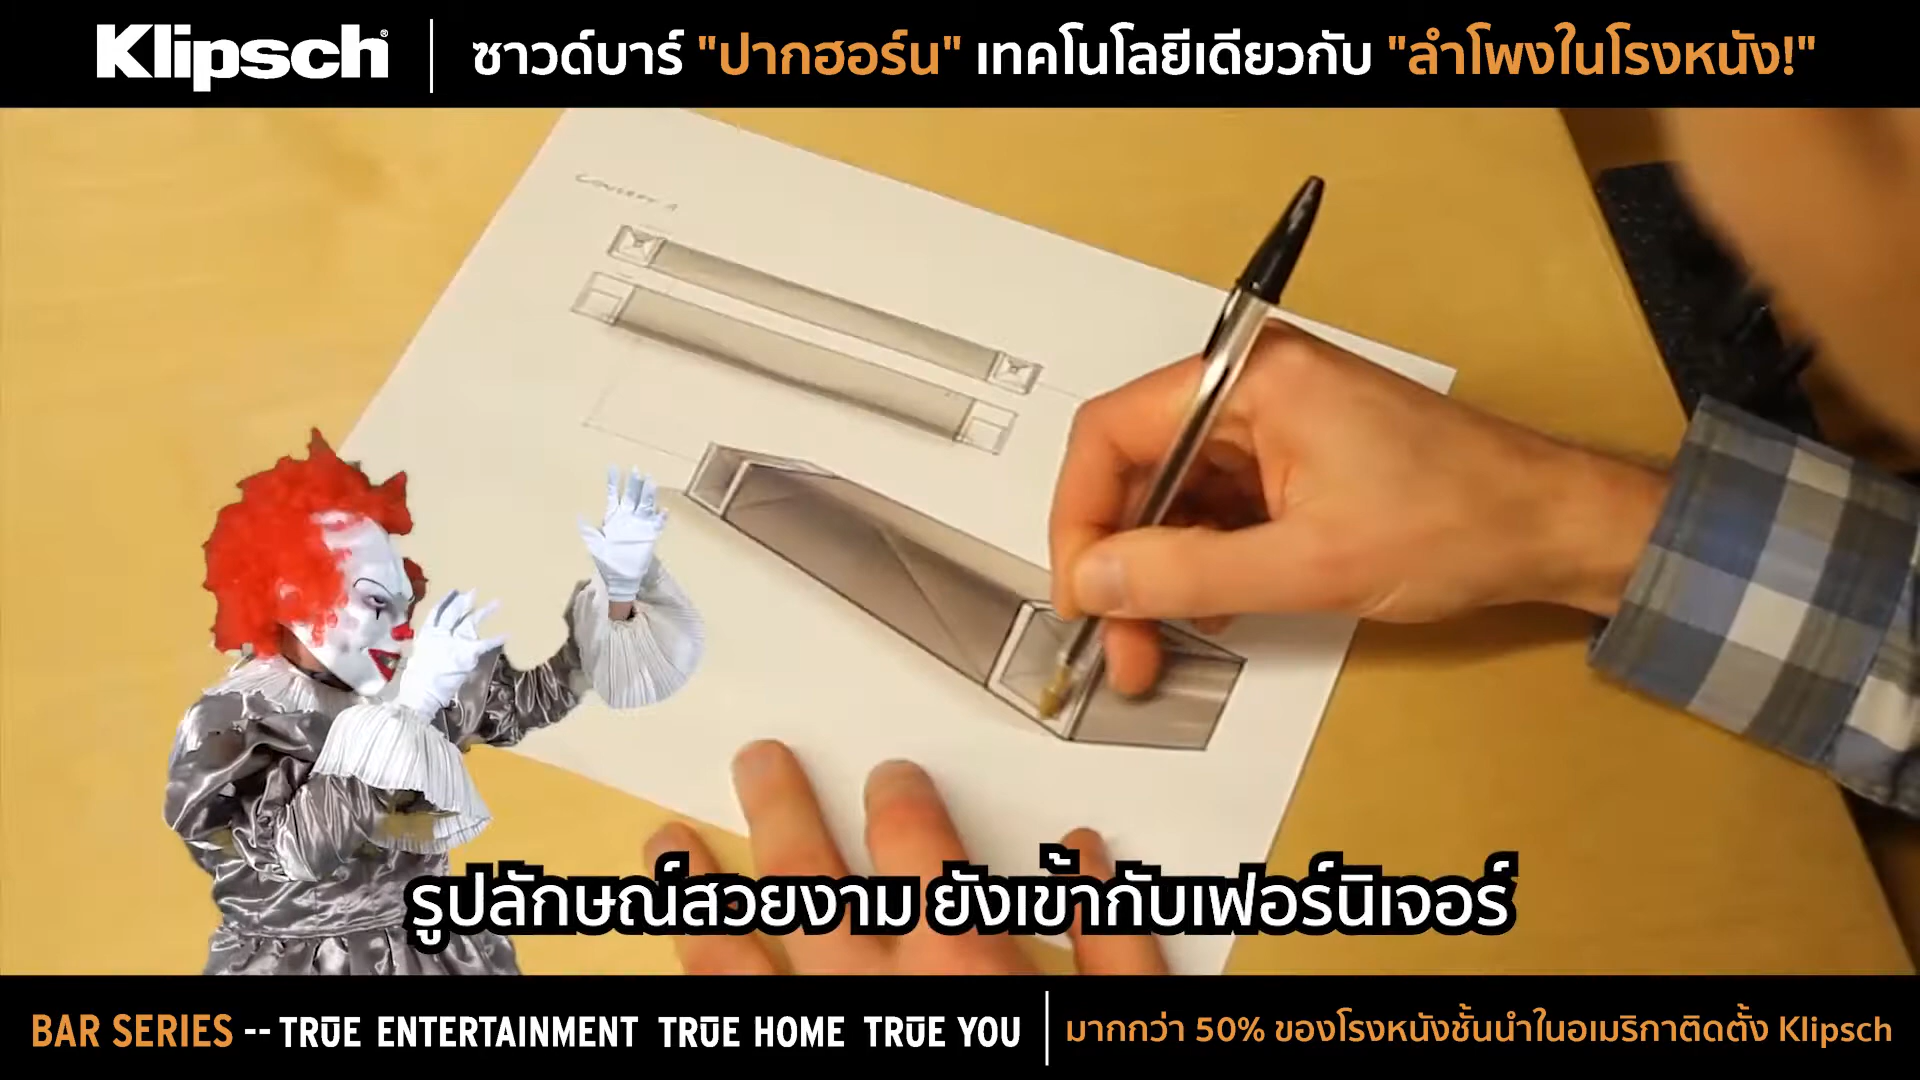 Klipsch®
ซาวด์บาร์ "ปากฮอร์น" เทคโนโลยีเดียวกับ "ลำโพงในโรงหนัง!"
CONCEPT A
รูปลักษณ์สวยงาม ยังเข้ากับเฟอร์นิเจอร์
BAR SERIES -- TRUE ENTERTAINMENT TRUE HOME TRUE YOU
มากกว่า 50% ของโรงหนังชั้นนำในอเมริกาติดตั้ง Klipsch